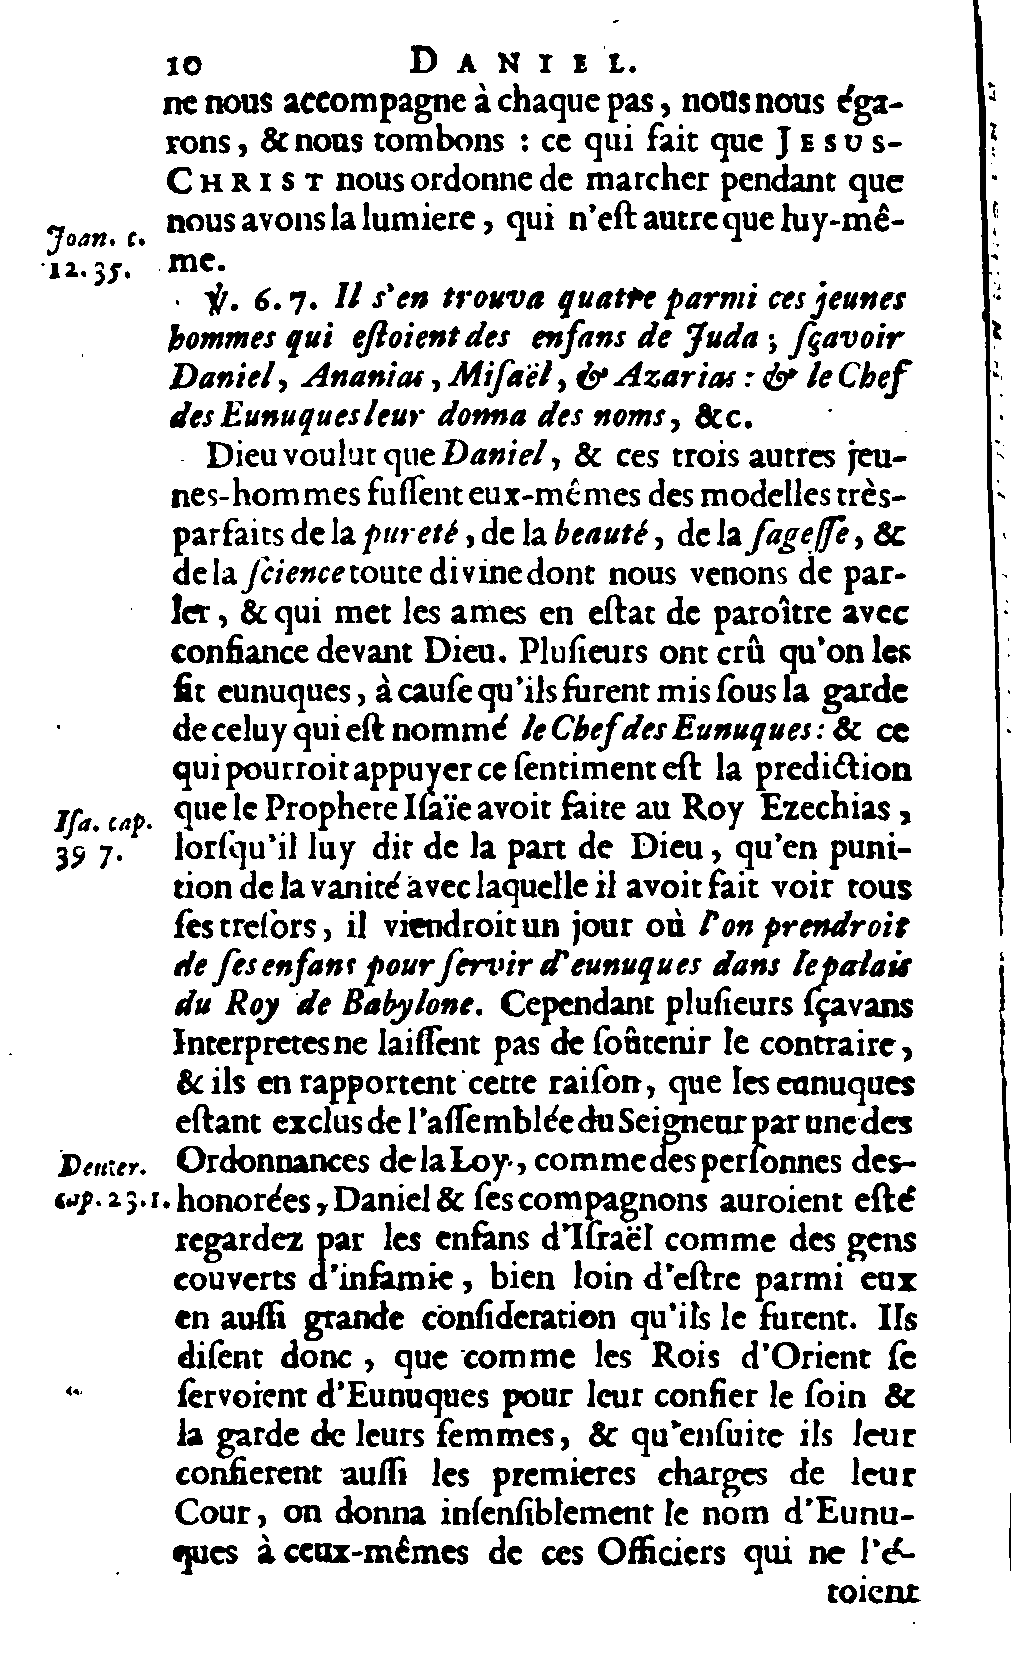 10 DANIEL.
ne nous accompagne à chaque pas, nous nous éga-
rons, & nous tombons : ce qui fait que JESUS-
CHRIST nous ordonne de marcher pendant que
nous avons la lumiere, qui n'eſt autre que luy-mê-
Joan. c.
12. 35.
me.
℣. 6. 7. Il s'en trouva quatre parmi ces jeunes
hommes qui eſtoient des enfans de Juda ; ſçavoir
Daniel, Ananias, Miſaël, & Azarias : & le Chef
des Eunuques leur donna des noms, &c.
Dieu voulut que Daniel, & ces trois autres jeu-
nes-hommes fuſſent eux-mêmes des modelles très-
parfaits de la pureté, de la beauté, de la ſageſſe, &
de la ſcience toute divine dont nous venons de par-
ler, & qui met les ames en eſtat de paroître avec
confiance devant Dieu. Pluſieurs ont crû qu'on les
fit eunuques, à cauſe qu'ils furent mis ſous la garde
de celuy qui eſt nommé le Chef des Eunuques : & ce
qui pourroit appuyer ce ſentiment eſt la prediction
que le Prophete Iſaïe avoit faite au Roy Ezechias,
Iſa. cap.
39 7.
lorſqu'il luy dit de la part de Dieu, qu'en puni-
tion de la vanité avec laquelle il avoit fait voir tous
ſes treſors, il viendroit un jour où l'on prendroit
de ſes enfans pour ſervir d'eunuques dans le palais
du Roy de Babylone. Cependant pluſieurs ſçavans
Interpretes ne laiſſent pas de ſoûtenir le contraire,
& ils en rapportent cette raiſon, que les eunuques
eſtant exclus de l'aſſemblée du Seigneur par une des
Deuter.
cap. 23. 1.
Ordonnances de la Loy, comme des perſonnes des-
honorées, Daniel & ſes compagnons auroient eſté
regardez par les enfans d'Iſraël comme des gens
couverts d'infamie, bien loin d'eſtre parmi eux
en auſſi grande conſideration qu'ils le furent. Ils
diſent donc, que comme les Rois d'Orient ſe
ſervoient d'Eunuques pour leur confier le ſoin &
la garde de leurs femmes, & qu'enſuite ils leur
confierent auſſi les premieres charges de leur
Cour, on donna inſenſiblement le nom d'Eunu-
ques à ceux-mêmes de ces Officiers qui ne l'é-
toient